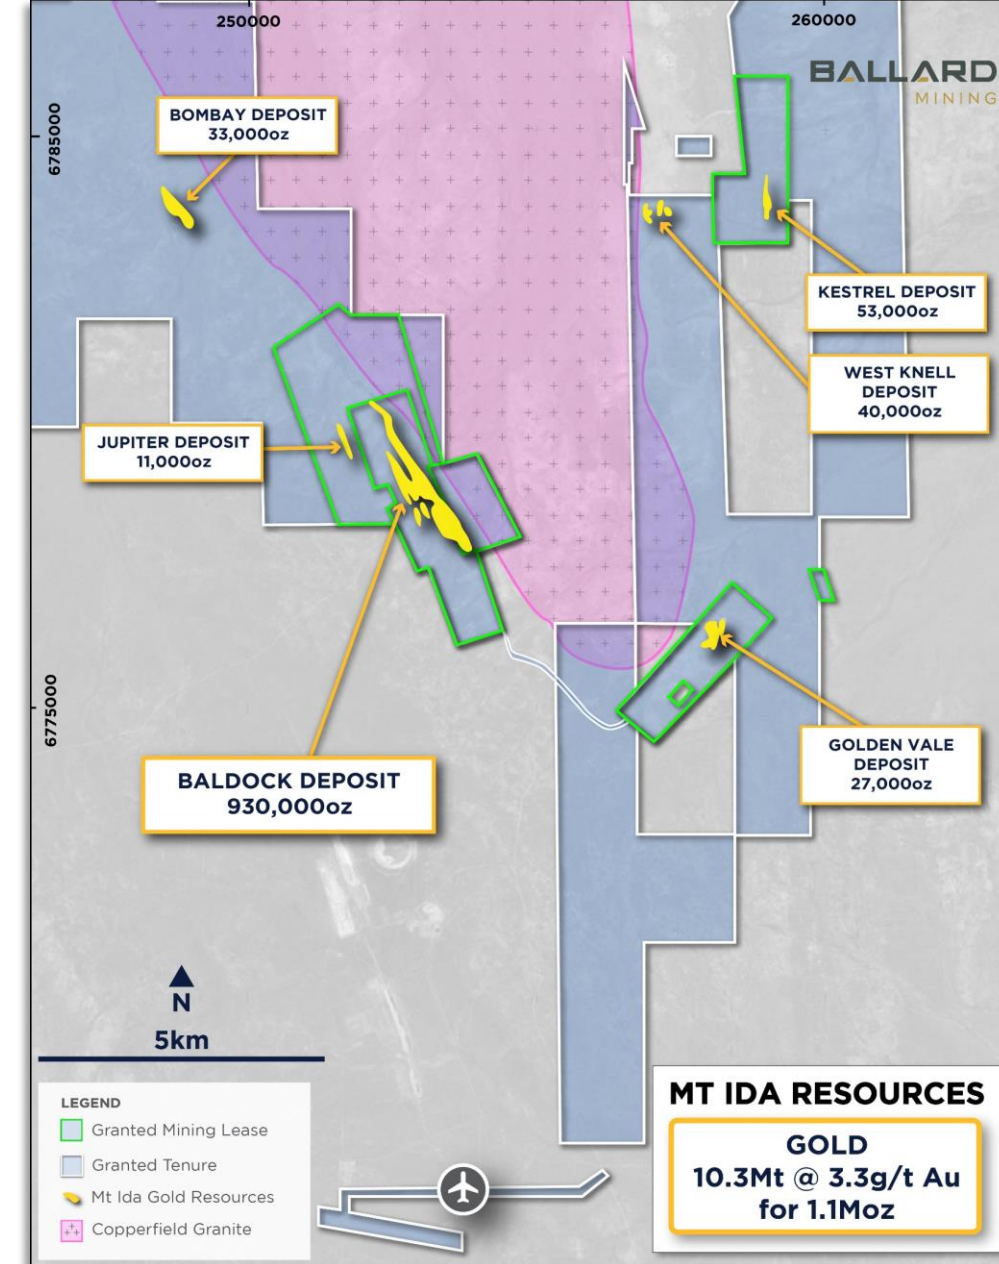 250000
260000
BALLARD
MINING
6785000
6775000
BOMBAY DEPOSIT
33,000oz
KESTREL DEPOSIT
53,000oz
WEST KNELL
DEPOSIT
40,000oz
JUPITER DEPOSIT
11,000oz
GOLDEN VALE
DEPOSIT
27,000oz
BALDOCK DEPOSIT
930,000oz
N
5km
LEGEND
Granted Mining Lease
Granted Tenure
Mt Ida Gold Resources
Copperfield Granite
MT IDA RESOURCES
GOLD
10.3Mt @ 3.3g/t Au
for 1.1Moz